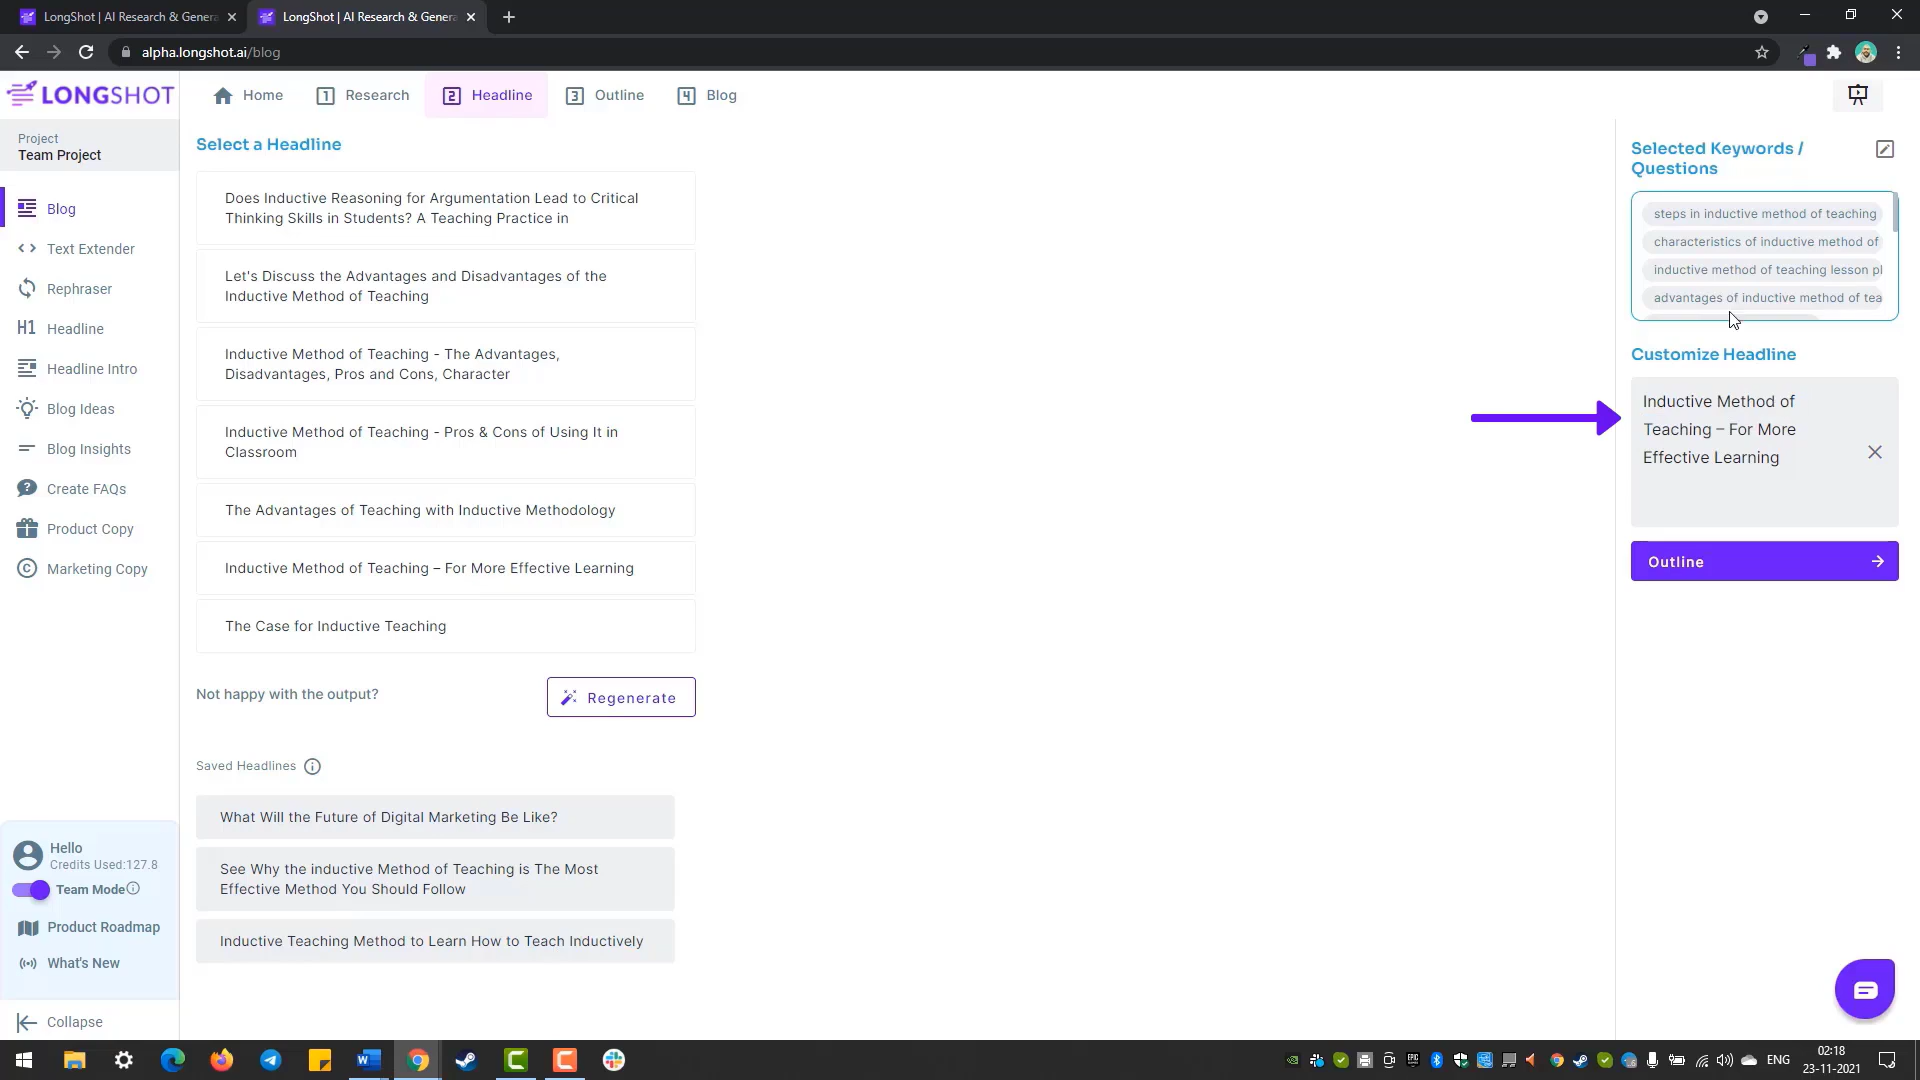 LongShot | AI Research & Genera
LongShot | AI Research & Genera
alpha.longshot.ai/blog
LONGSHOT
Home
1 Research
2 Headline
3 Outline
4 Blog
Project
Team Project
Blog
Text Extender
Rephraser
H1 Headline
Headline Intro
Blog Ideas
Blog Insights
Create FAQs
Product Copy
Marketing Copy
Hello
Credits Used:127.8
Team Mode
Product Roadmap
What's New
Collapse
Select a Headline
Does Inductive Reasoning for Argumentation Lead to Critical
Thinking Skills in Students? A Teaching Practice in
Let's Discuss the Advantages and Disadvantages of the
Inductive Method of Teaching
Inductive Method of Teaching - The Advantages,
Disadvantages, Pros and Cons, Character
Inductive Method of Teaching - Pros & Cons of Using It in
Classroom
The Advantages of Teaching with Inductive Methodology
Inductive Method of Teaching – For More Effective Learning
The Case for Inductive Teaching
Not happy with the output?
Regenerate
Saved Headlines
What Will the Future of Digital Marketing Be Like?
See Why the inductive Method of Teaching is The Most
Effective Method You Should Follow
Inductive Teaching Method to Learn How to Teach Inductively
Selected Keywords /
Questions
steps in inductive method of teaching
characteristics of inductive method of
inductive method of teaching lesson pl
advantages of inductive method of tea
Customize Headline
Inductive Method of
Teaching – For More
Effective Learning
Outline
ENG
02:18
23-11-2021